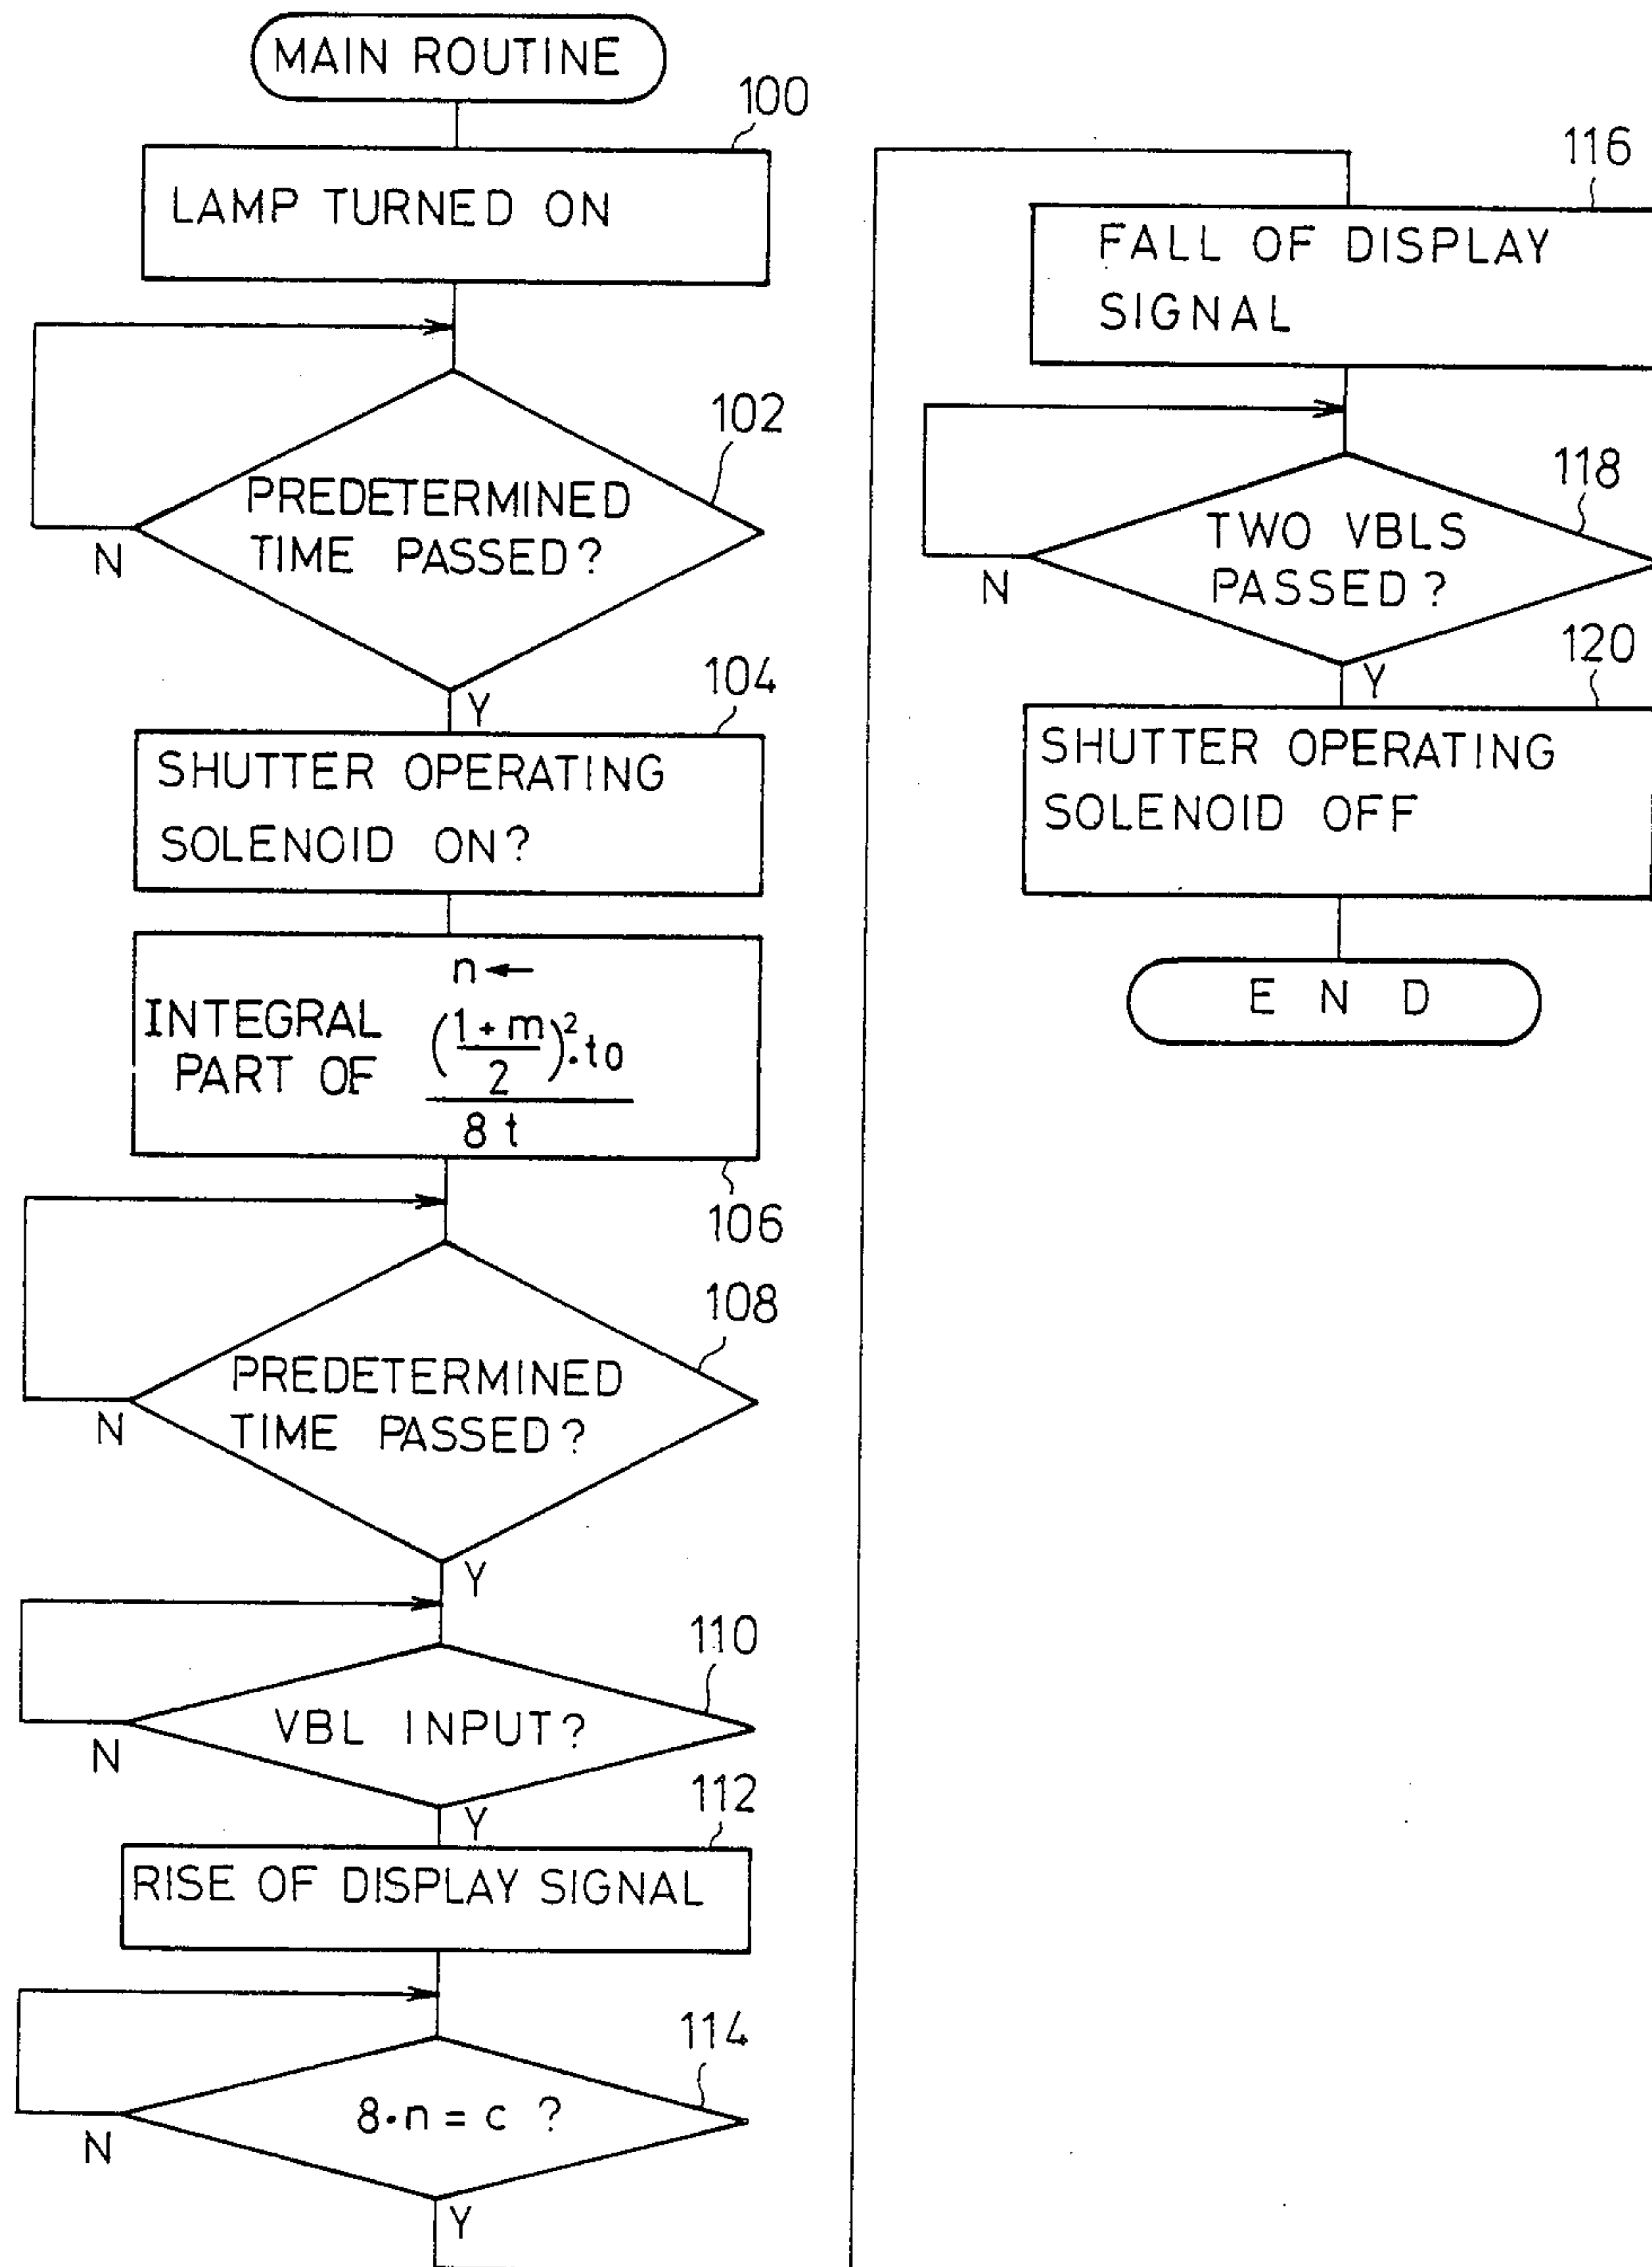 MAIN ROUTINE
100
LAMP TURNED ON
102
PREDETERMINED
TIME PASSED?
N
Y
104
SHUTTER OPERATING
SOLENOID ON?
n←
INTEGRAL
PART OF
(1+m/2)²·t0
8t
106
108
PREDETERMINED
TIME PASSED?
N
Y
110
VBL INPUT?
N
Y
112
RISE OF DISPLAY SIGNAL
114
8·n=c ?
N
Y
116
FALL OF DISPLAY
SIGNAL
118
TWO VBLS
PASSED?
N
Y
120
SHUTTER OPERATING
SOLENOID OFF
END